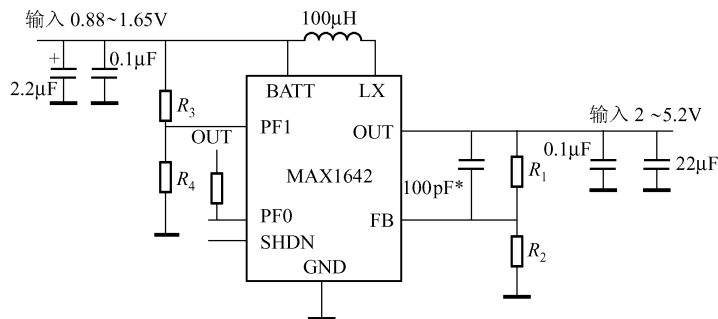 输入 0.88~1.65V
100μH
+
0.1μF
2.2μF
BATT
LX
R3
PF1
OUT
OUT
输入 2 ~5.2V
R4
MAX1642
100pF*
R1
0.1μF
22μF
PF0
FB
SHDN
R2
GND